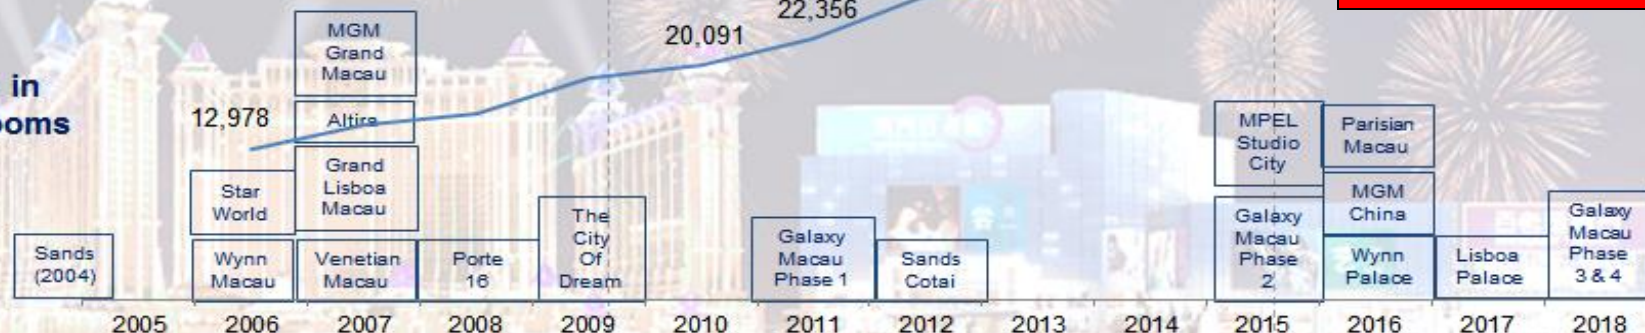 22,356
20,091
12,978
in
ooms
MGM
Grand
Macau
Altira
Grand
Lisboa
Macau
Star
World
Sands
(2004)
Wynn
Macau
Venetian
Macau
Porte
16
The
City
Of
Dream
Galaxy
Macau
Phase 1
Sands
Cotai
MPEL
Studio
City
Galaxy
Macau
Phase
2
Parisian
Macau
MGM
China
Wynn
Palace
Lisboa
Palace
Galaxy
Macau
Phase
3 & 4
2005 2006 2007 2008 2009 2010 2011 2012 2013 2014 2015 2016 2017 2018